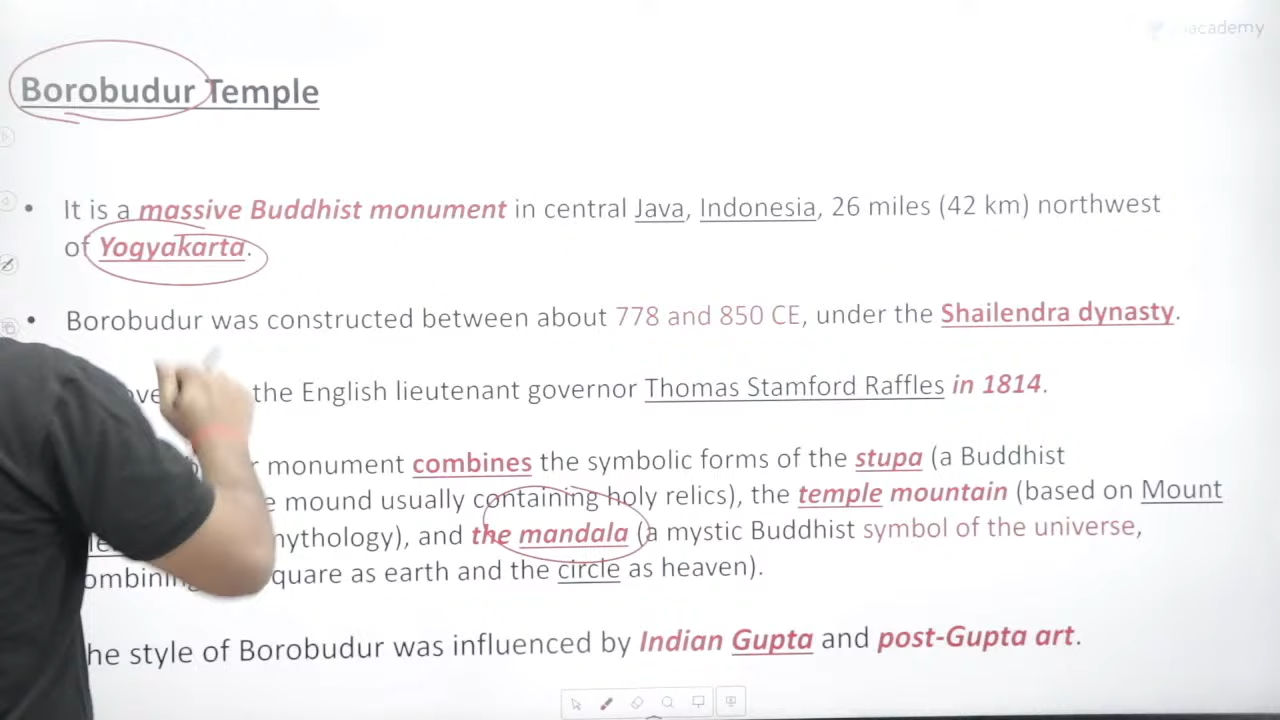 academy
Borobudur Temple
• It is a massive Buddhist monument in central Java, Indonesia, 26 miles (42 km) northwest
of Yogyakarta.
• Borobudur was constructed between about 778 and 850 CE, under the Shailendra dynasty.
the English lieutenant governor Thomas Stamford Raffles in 1814.
monument combines the symbolic forms of the stupa (a Buddhist
mound usually containing holy relics), the temple mountain (based on Mount
mythology), and the mandala (a mystic Buddhist symbol of the universe,
as earth and the circle as heaven).
style of Borobudur was influenced by Indian Gupta and post-Gupta art.